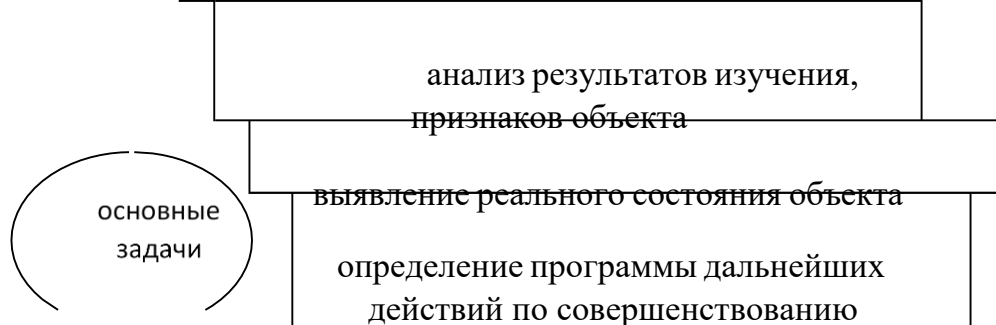 анализ результатов изучения,
признаков объекта
выявление реального состояния объекта
основные
задачи
определение программы дальнейших
действий по совершенствованию